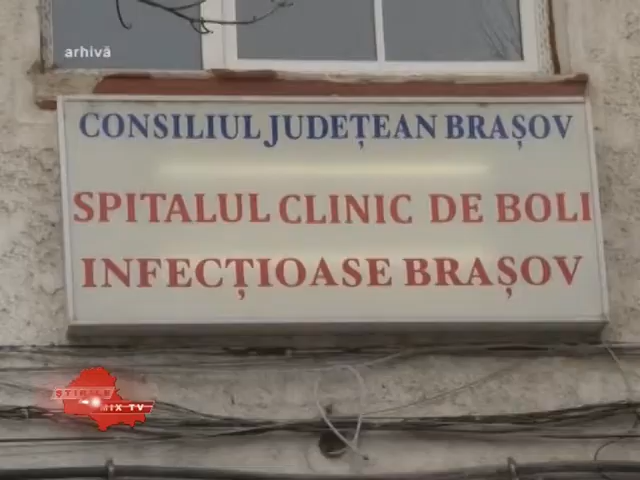 arhivă
CONSILIUL JUDEȚEAN BRAȘOV
SPITALUL CLINIC DE BOLI
INFECȚIOASE BRAȘOV
ȘTIRILE
MIX TV